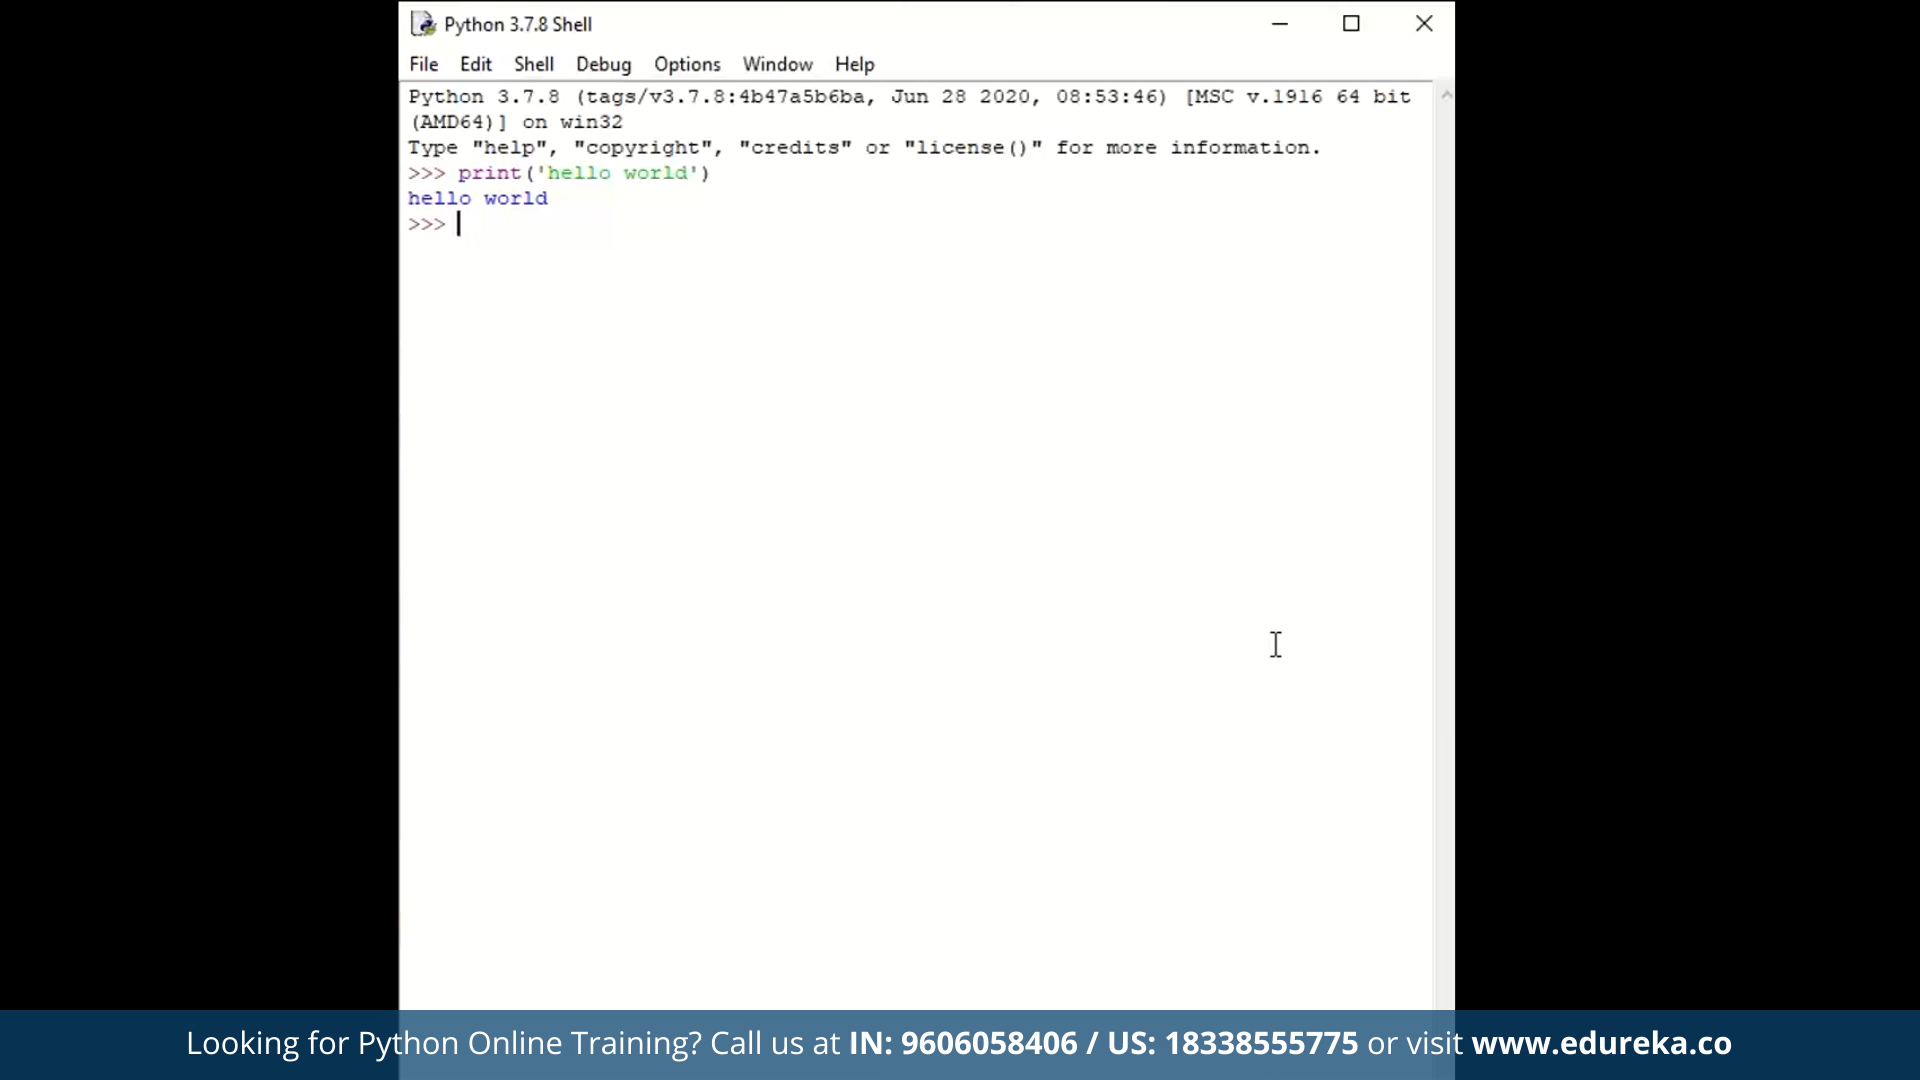 Python 3.7.8 Shell
File Edit Shell Debug Options Window Help
Python 3.7.8 (tags/v3.7.8:4b47a5b6ba, Jun 28 2020, 08:53:46) [MSC v.1916 64 bit
(AMD64)] on win32
Type "help", "copyright", "credits" or "license()" for more information.
>>> print('hello world')
hello world
>>>
Looking for Python Online Training? Call us at IN: 9606058406 / US: 18338555775 or visit www.edureka.co